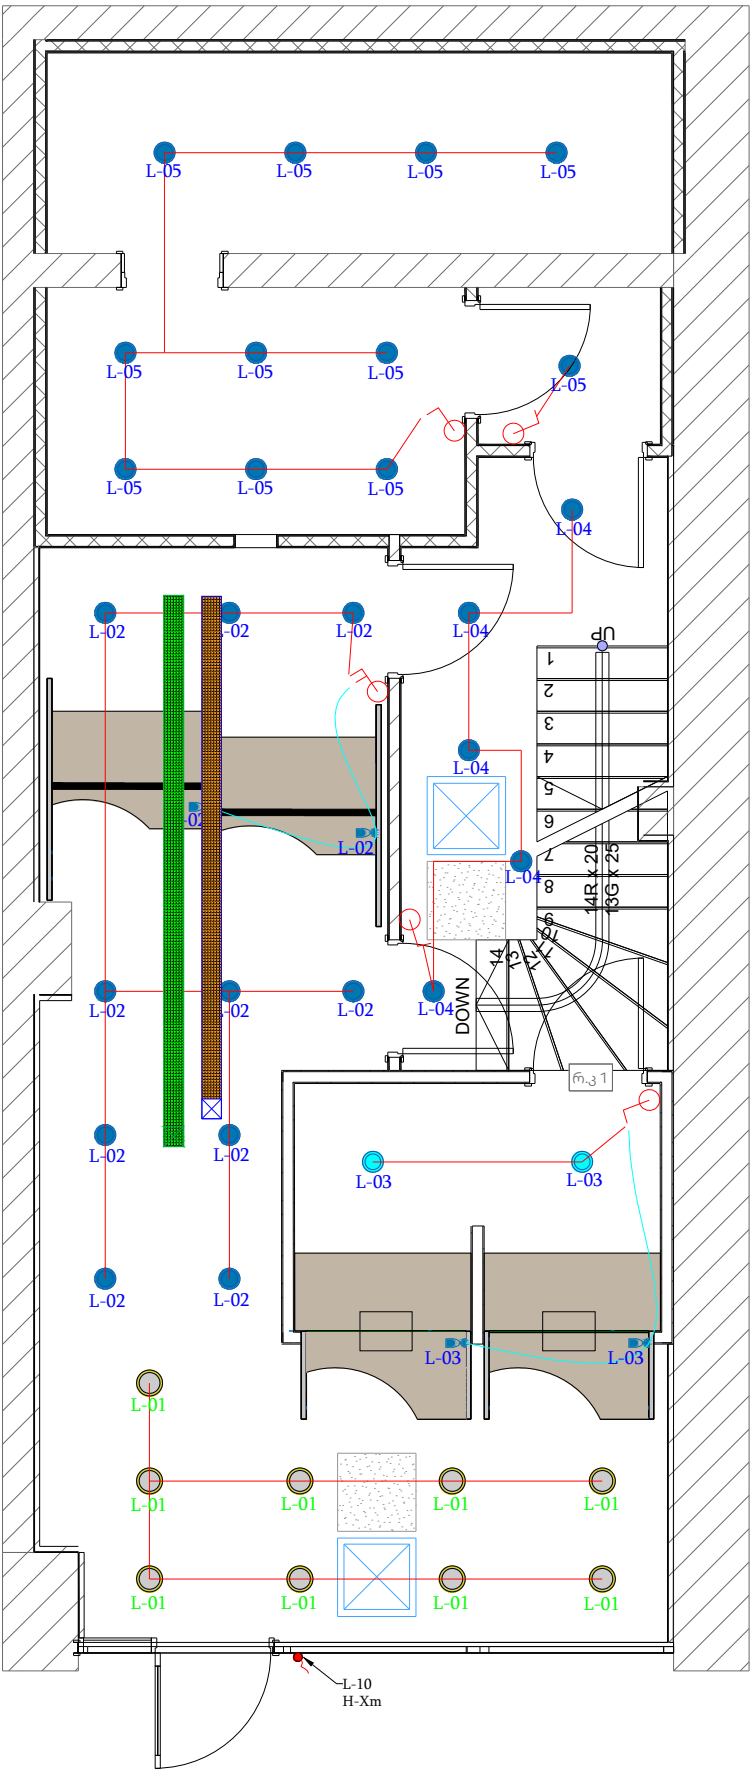 L-05 L-05 L-05 L-05
L-05 L-05 L-05
L-05
L-05 L-05 L-05
L-04
L-02 L-02 L-02 L-04
UP
1
2
3
4
L-04
5
6
L-02
L-02
7
L-04
8
14R x 20
13G x 25
9
10
11
12
13
14
DOWN
L-02 L-02 L-02 L-04
რ.კ 1
L-02 L-02
L-03 L-03
L-02 L-02
L-03 L-03
L-01
L-01 L-01 L-01 L-01
L-01 L-01 L-01 L-01
L-10
H-Xm